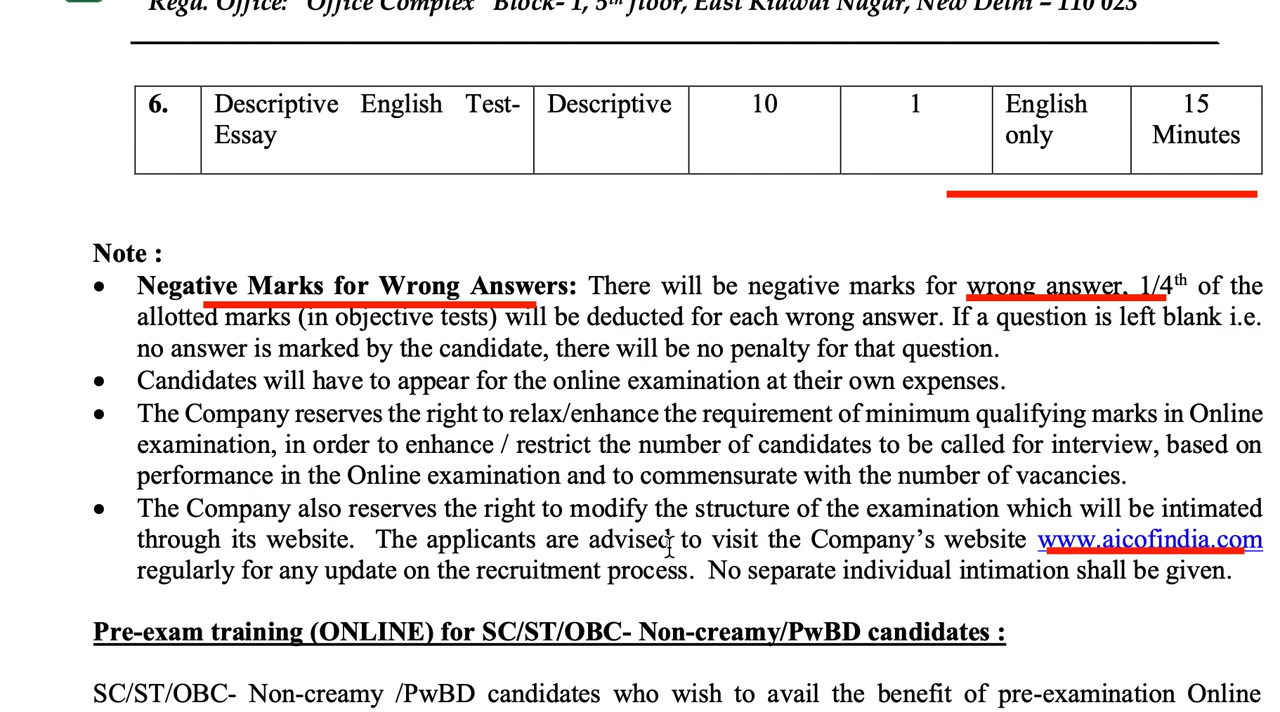 Regd. Office: "Office Complex" Block- 1, 5th floor, East Kidwai Nagar, New Delhi – 110 023
6. Descriptive English Test- Descriptive 10 1 English 15
Essay only Minutes
Note :
• Negative Marks for Wrong Answers: There will be negative marks for wrong answer. 1/4th of the
allotted marks (in objective tests) will be deducted for each wrong answer. If a question is left blank i.e.
no answer is marked by the candidate, there will be no penalty for that question.
• Candidates will have to appear for the online examination at their own expenses.
• The Company reserves the right to relax/enhance the requirement of minimum qualifying marks in Online
examination, in order to enhance / restrict the number of candidates to be called for interview, based on
performance in the Online examination and to commensurate with the number of vacancies.
• The Company also reserves the right to modify the structure of the examination which will be intimated
through its website. The applicants are advised to visit the Company's website www.aicofindia.com
regularly for any update on the recruitment process. No separate individual intimation shall be given.
Pre-exam training (ONLINE) for SC/ST/OBC- Non-creamy/PwBD candidates :
SC/ST/OBC- Non-creamy /PwBD candidates who wish to avail the benefit of pre-examination Online